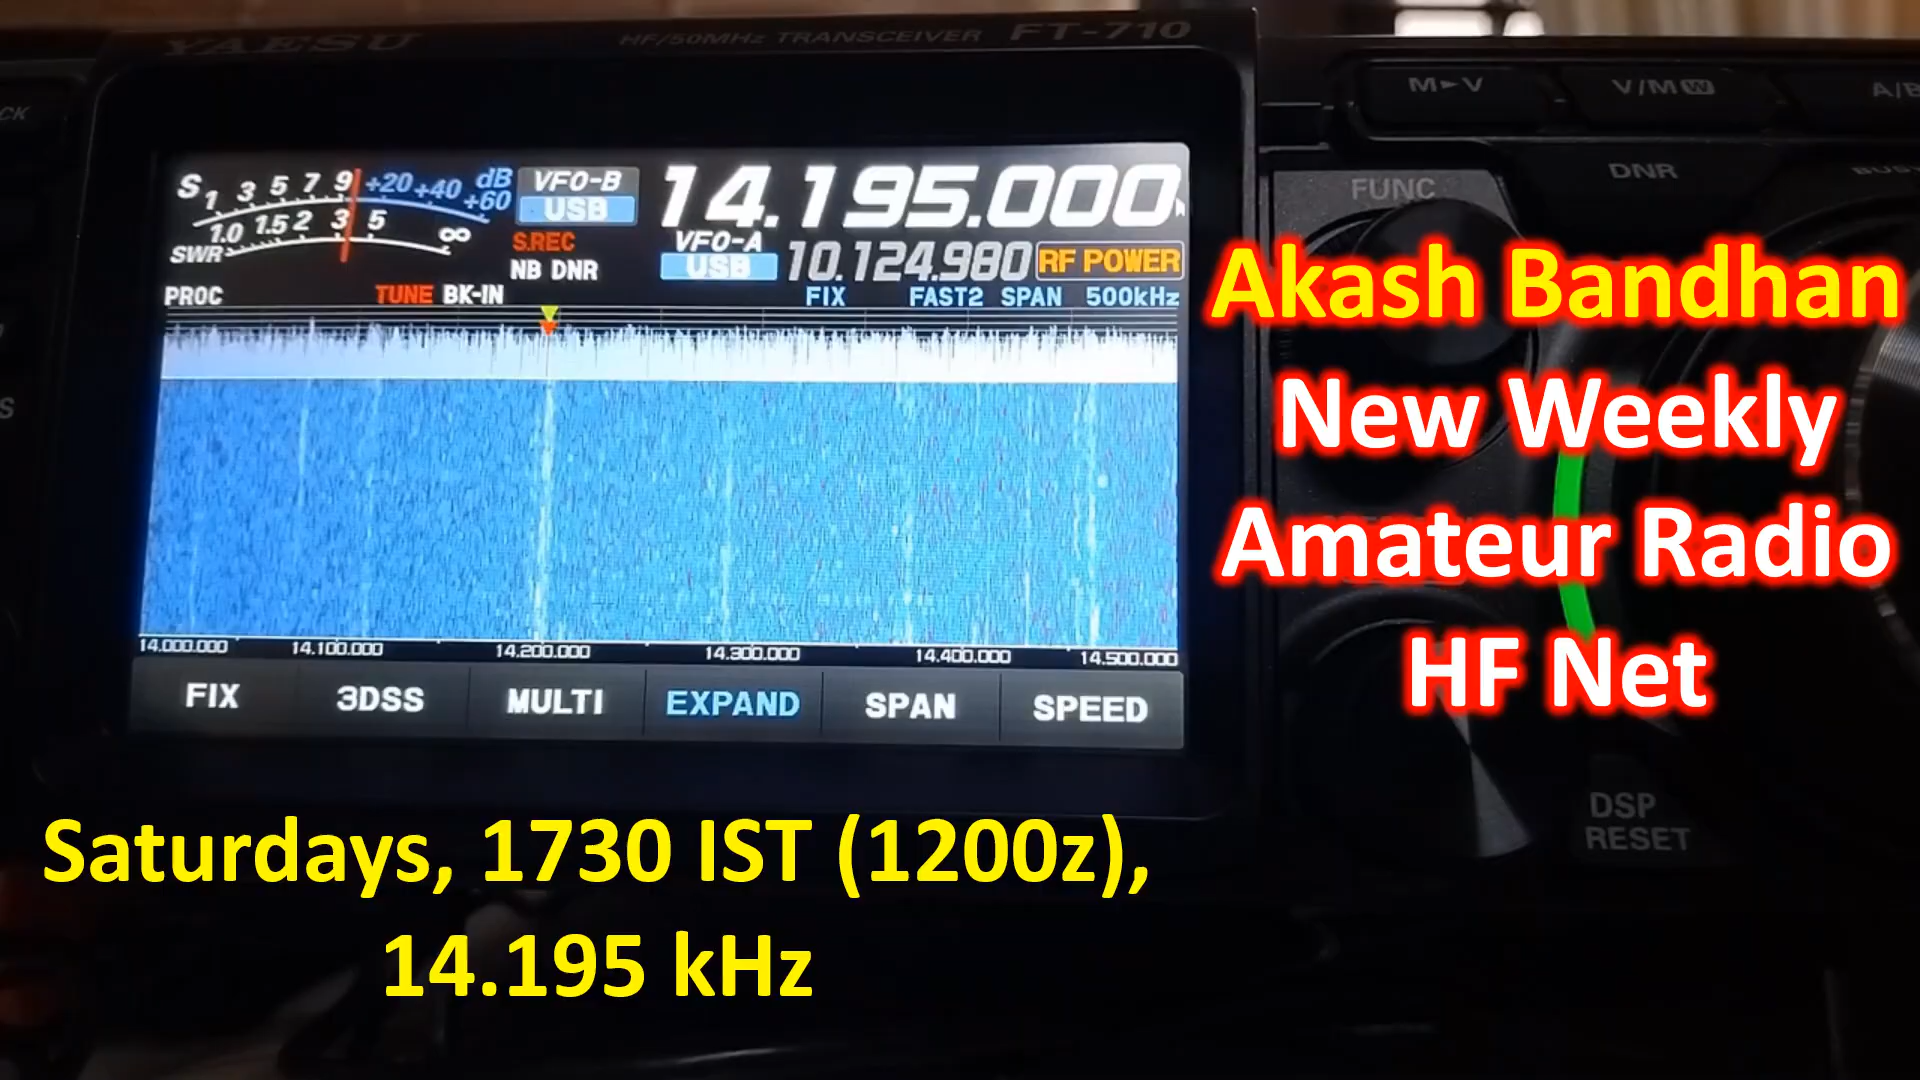 YAESU
HF/50MHz TRANSCEIVER FT-710
M►V V/M W A/B
DNR
FUNC
S 1 3 5 7 9 +20 +40 +60 dB
SWR 1.0 1.5 2 3 5 ∞
VFO-B
USB
14.195.000
S.REC
NB DNR
VFO-A
USB
10.124.980
RF POWER
PROC TUNE BK-IN
FIX FAST2 SPAN 500kHz
14.000.000 14.100.000 14.200.000 14.300.000 14.400.000 14.500.000
FIX 3DSS MULTI EXPAND SPAN SPEED
Akash Bandhan
New Weekly
Amateur Radio
HF Net
DSP
RESET
Saturdays, 1730 IST (1200z),
14.195 kHz